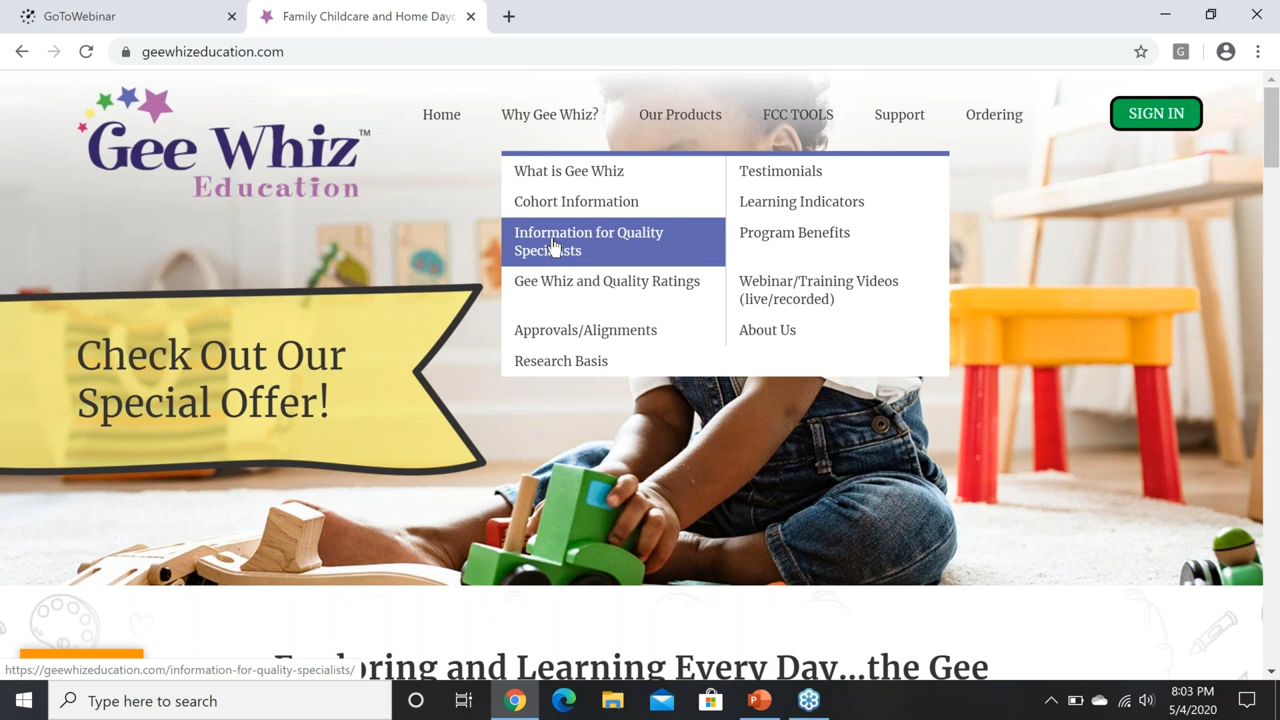 GoToWebinar
Family Childcare and Home Dayc
geewhizeducation.com
G
Gee Whiz™
Education
Home
Why Gee Whiz?
Our Products
FCC TOOLS
Support
Ordering
SIGN IN
What is Gee Whiz
Cohort Information
Information for Quality
Specialists
Gee Whiz and Quality Ratings
Approvals/Alignments
Research Basis
Testimonials
Learning Indicators
Program Benefits
Webinar/Training Videos
(live/recorded)
About Us
Check Out Our
Special Offer!
https://geewhizeducation.com/information-for-quality-specialists/
and Learning Every Day...the Gee
Type here to search
8:03 PM
5/4/2020